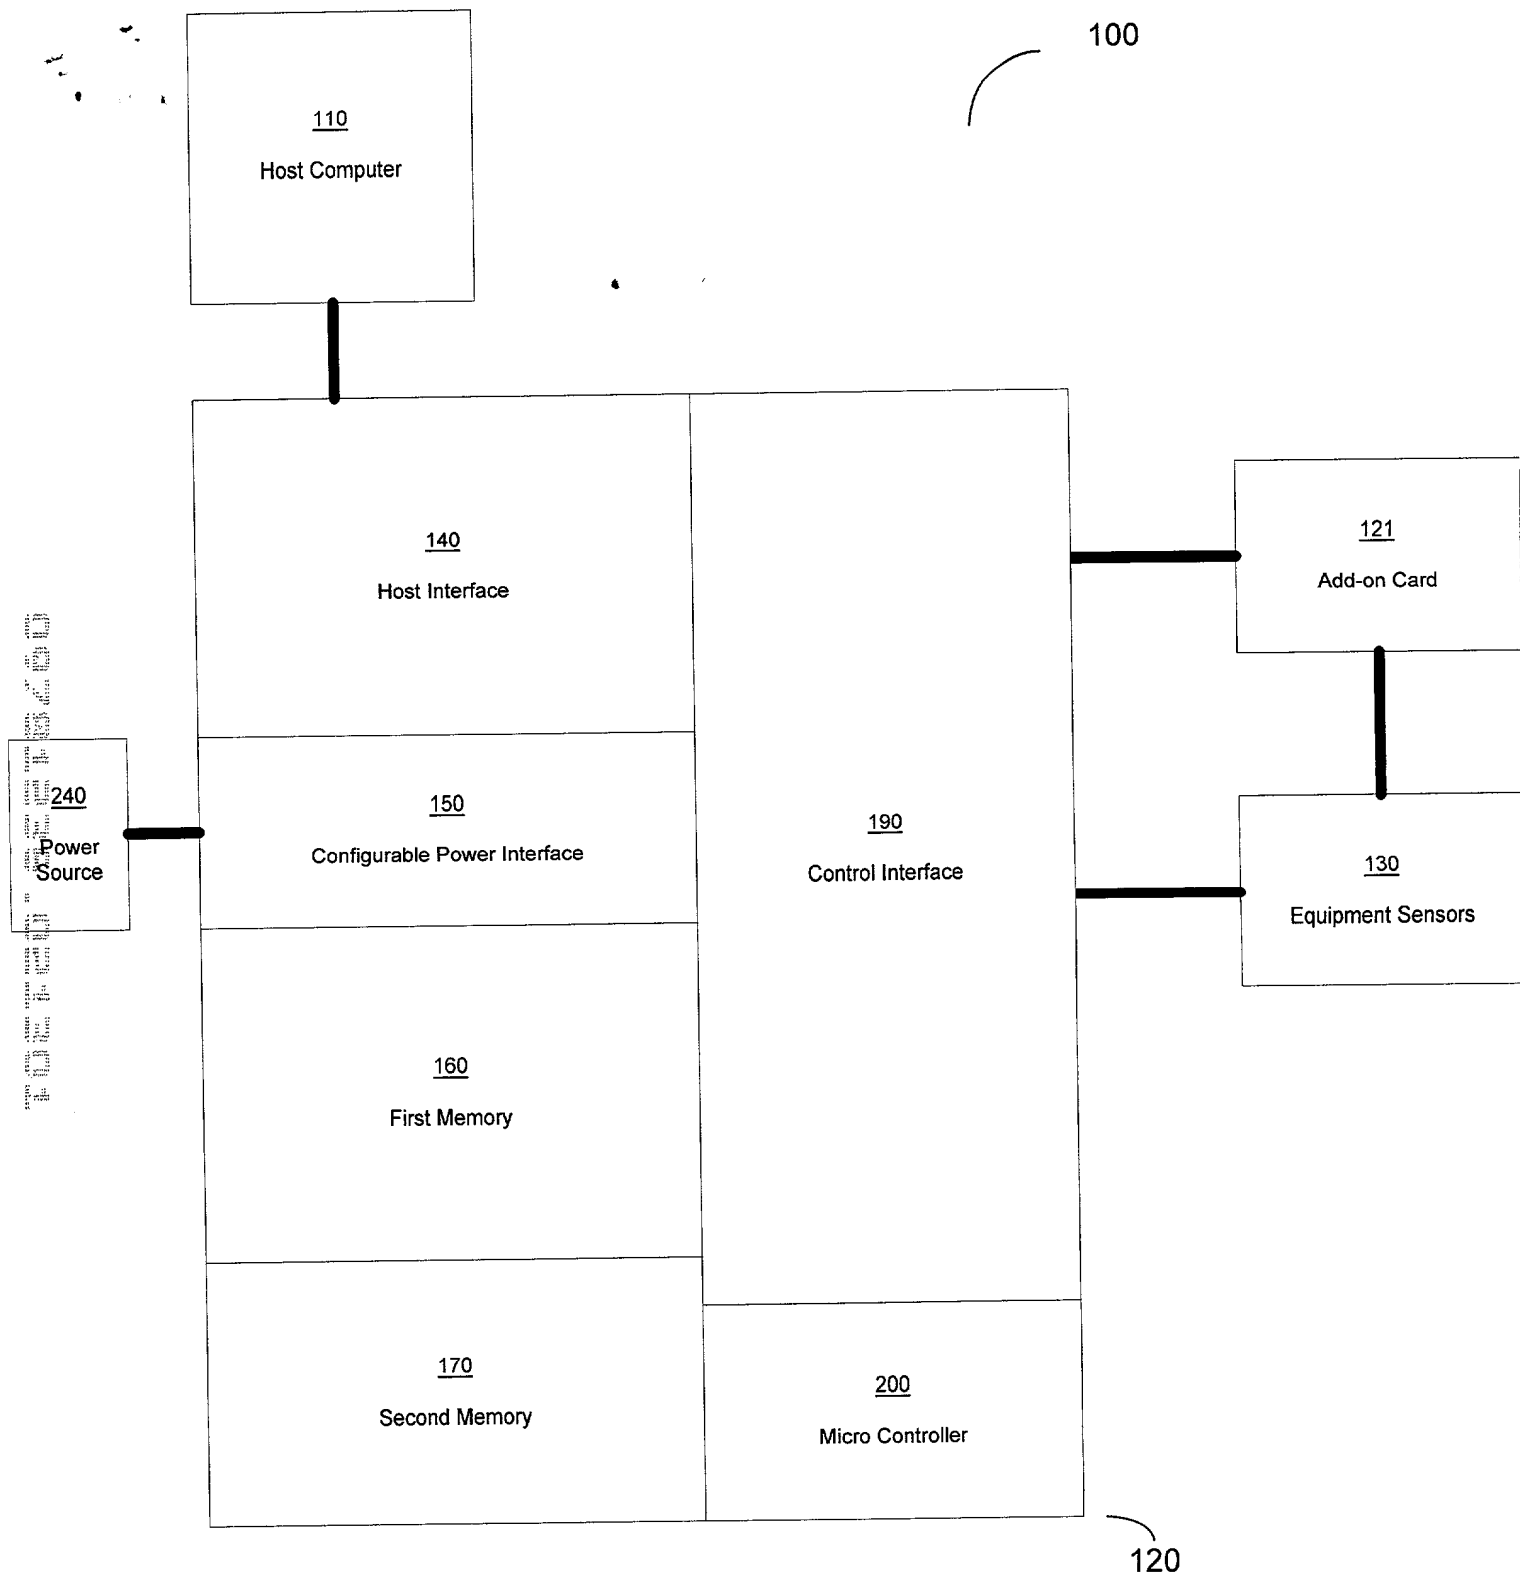 100
110
Host Computer
140
Host Interface
121
Add-on Card
240
Power
Source
150
Configurable Power Interface
190
Control Interface
130
Equipment Sensors
160
First Memory
170
Second Memory
200
Micro Controller
120